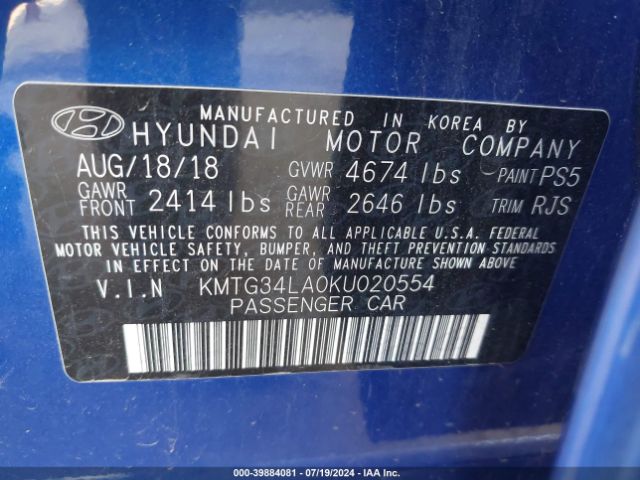 MANUFACTURED IN KOREA BY
HYUNDAI MOTOR COMPANY
AUG/18/18 GVWR 4674 lbs PAINT PS5
GAWR FRONT 2414 lbs GAWR REAR 2646 lbs TRIM RJS
THIS VEHICLE CONFORMS TO ALL APPLICABLE U.S.A. FEDERAL
MOTOR VEHICLE SAFETY, BUMPER, AND THEFT PREVENTION STANDARDS
IN EFFECT ON THE DATE OF MANUFACTURE SHOWN ABOVE.
V.I.N KMTG34LA0KU020554
PASSENGER CAR
000-39884081 - 07/19/2024 - IAA, Inc.